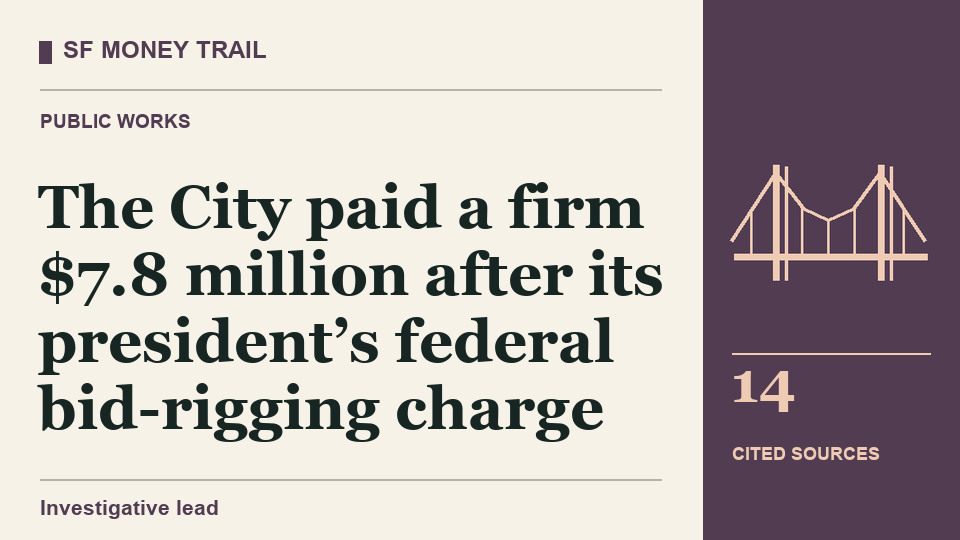 SF MONEY TRAIL
PUBLIC WORKS
The City paid a firm
$7.8 million after its
president’s federal
bid-rigging charge
Investigative lead
14
CITED SOURCES